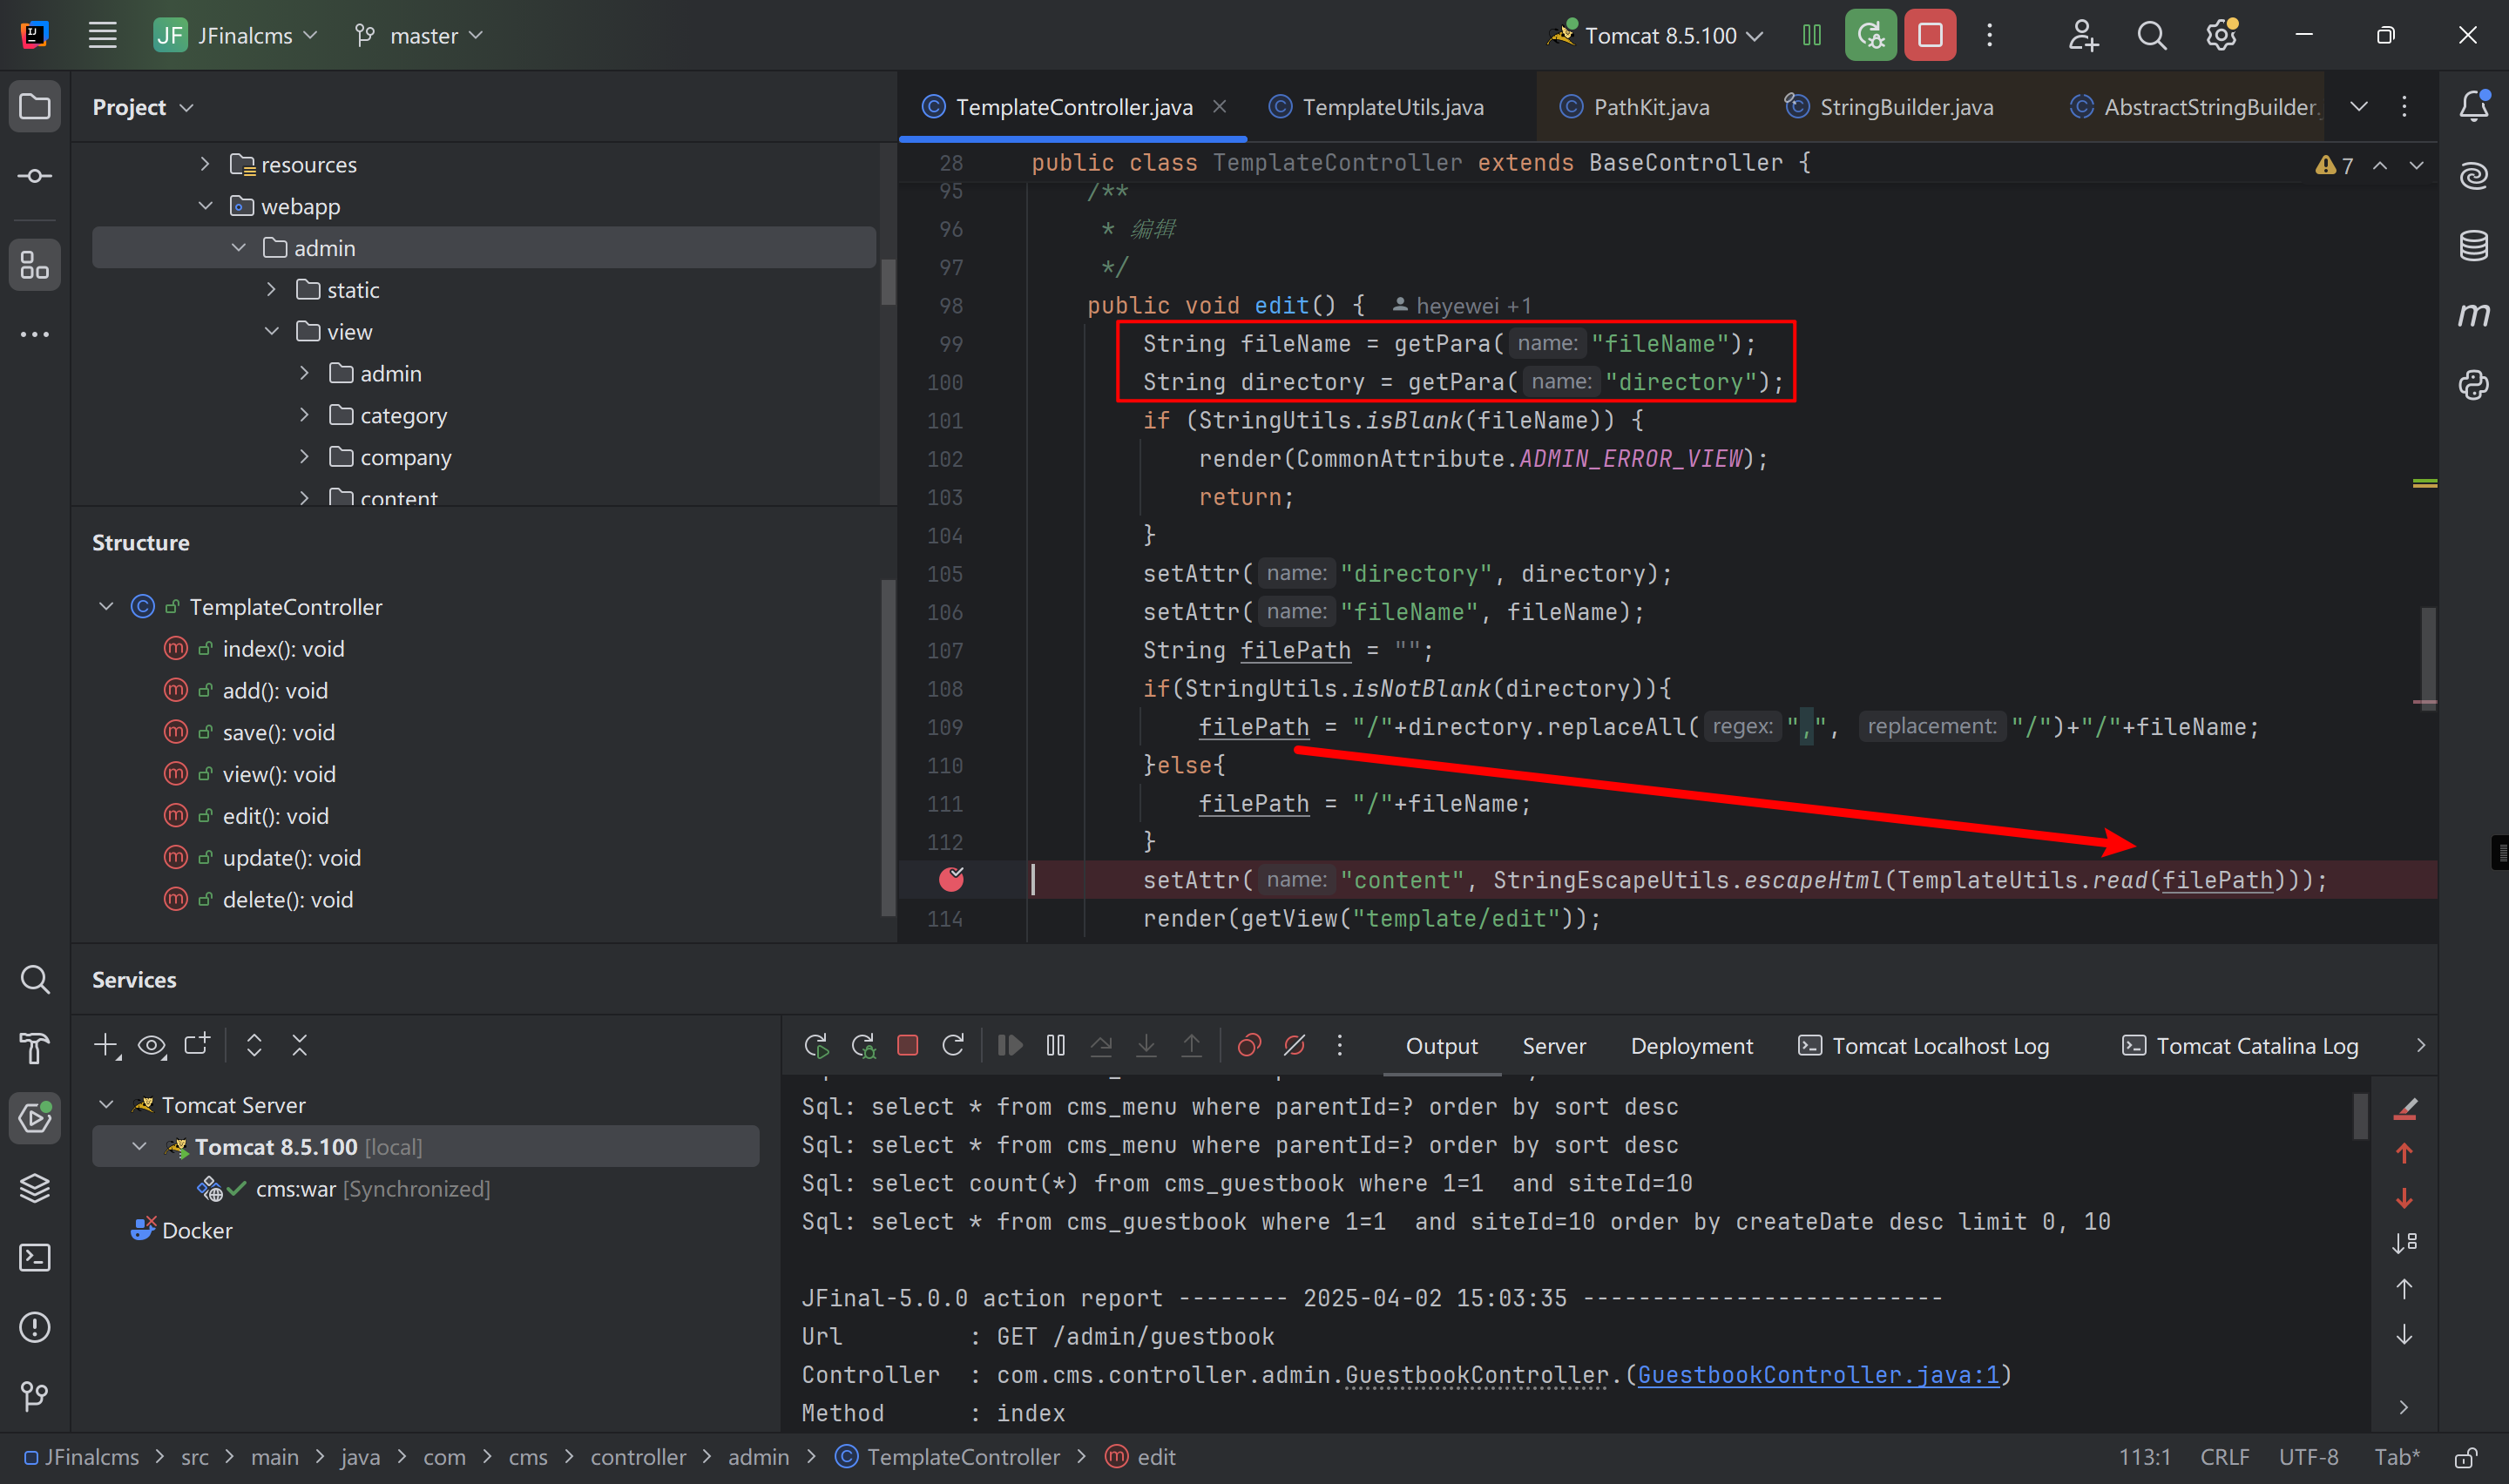 JF JFinalcms master Tomcat 8.5.100
Project
resources
webapp
admin
static
view
admin
category
company
content
Structure
TemplateController
index(): void
add(): void
save(): void
view(): void
edit(): void
update(): void
delete(): void
TemplateController.java TemplateUtils.java PathKit.java StringBuilder.java AbstractStringBuilder.
28 public class TemplateController extends BaseController { 7
95 /**
96 * 编辑
97 */
98 public void edit() { heyewei +1
99 String fileName = getPara( name: "fileName");
100 String directory = getPara( name: "directory");
101 if (StringUtils.isBlank(fileName)) {
102 render(CommonAttribute.ADMIN_ERROR_VIEW);
103 return;
104 }
105 setAttr( name: "directory", directory);
106 setAttr( name: "fileName", fileName);
107 String filePath = "";
108 if(StringUtils.isNotBlank(directory)){
109 filePath = "/"+directory.replaceAll( regex: ",", replacement: "/")+"/"+fileName;
110 }else{
111 filePath = "/"+fileName;
112 }
setAttr( name: "content", StringEscapeUtils.escapeHtml(TemplateUtils.read(filePath)));
114 render(getView("template/edit"));
Services
Tomcat Server
Tomcat 8.5.100 [local]
cms:war [Synchronized]
Docker
Output Server Deployment Tomcat Localhost Log Tomcat Catalina Log
Sql: select * from cms_menu where parentId=? order by sort desc
Sql: select * from cms_menu where parentId=? order by sort desc
Sql: select count(*) from cms_guestbook where 1=1  and siteId=10
Sql: select * from cms_guestbook where 1=1  and siteId=10 order by createDate desc limit 0, 10
JFinal-5.0.0 action report -------- 2025-04-02 15:03:35 --------------------------
Url : GET /admin/guestbook
Controller : com.cms.controller.admin.GuestbookController.(GuestbookController.java:1)
Method : index
JFinalcms > src > main > java > com > cms > controller > admin > TemplateController > edit 113:1 CRLF UTF-8 Tab*